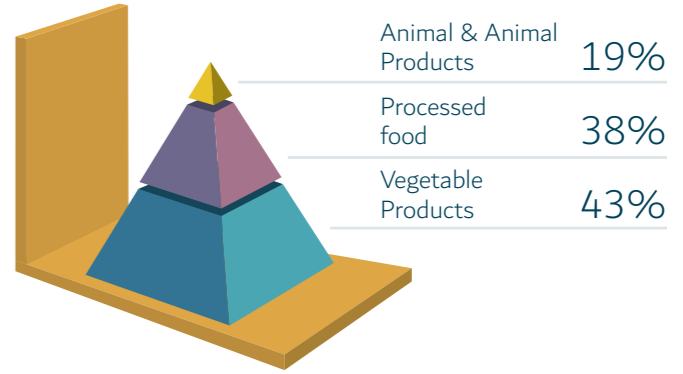 Animal & Animal
Products
19%
Processed
food
38%
Vegetable
Products
43%